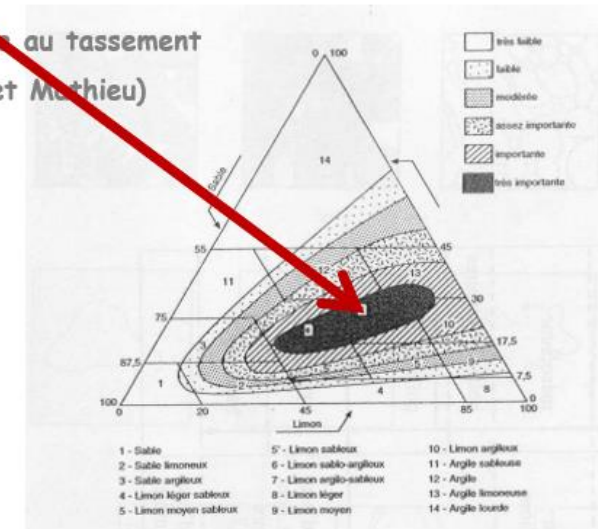 au tassement
et Mathieu)
très faible
faible
modérée
assez importante
importante
très importante
0 100
14
Sable
55
45
11
12
13
75
30
10
17,5
87,5
3
5
9
7,5
1
2
4
8
100
0
0
20
45
85
100
Limon
1 - Sable
2 - Sable limoneux
3 - Sable argileux
4 - Limon léger sableux
5 - Limon moyen sableux
5' - Limon sableux
6 - Limon sablo-argileux
7 - Limon argilo-sableux
8 - Limon léger
9 - Limon moyen
10 - Limon argileux
11 - Argile sableuse
12 - Argile
13 - Argile limoneuse
14 - Argile lourde